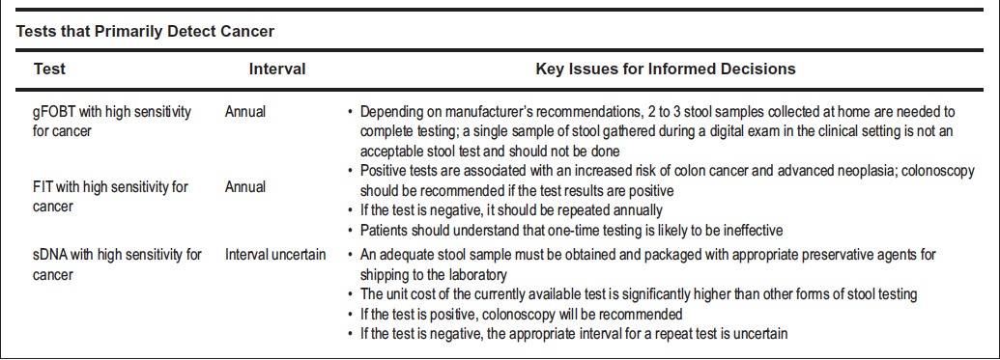 Tests that Primarily Detect Cancer
Test Interval Key Issues for Informed Decisions
gFOBT with high sensitivity
for cancer
Annual
• Depending on manufacturer’s recommendations, 2 to 3 stool samples collected at home are needed to
complete testing; a single sample of stool gathered during a digital exam in the clinical setting is not an
acceptable stool test and should not be done
• Positive tests are associated with an increased risk of colon cancer and advanced neoplasia; colonoscopy
should be recommended if the test results are positive
• If the test is negative, it should be repeated annually
• Patients should understand that one-time testing is likely to be ineffective
FIT with high sensitivity for
cancer
Annual
sDNA with high sensitivity for
cancer
Interval uncertain
• An adequate stool sample must be obtained and packaged with appropriate preservative agents for
shipping to the laboratory
• The unit cost of the currently available test is significantly higher than other forms of stool testing
• If the test is positive, colonoscopy will be recommended
• If the test is negative, the appropriate interval for a repeat test is uncertain